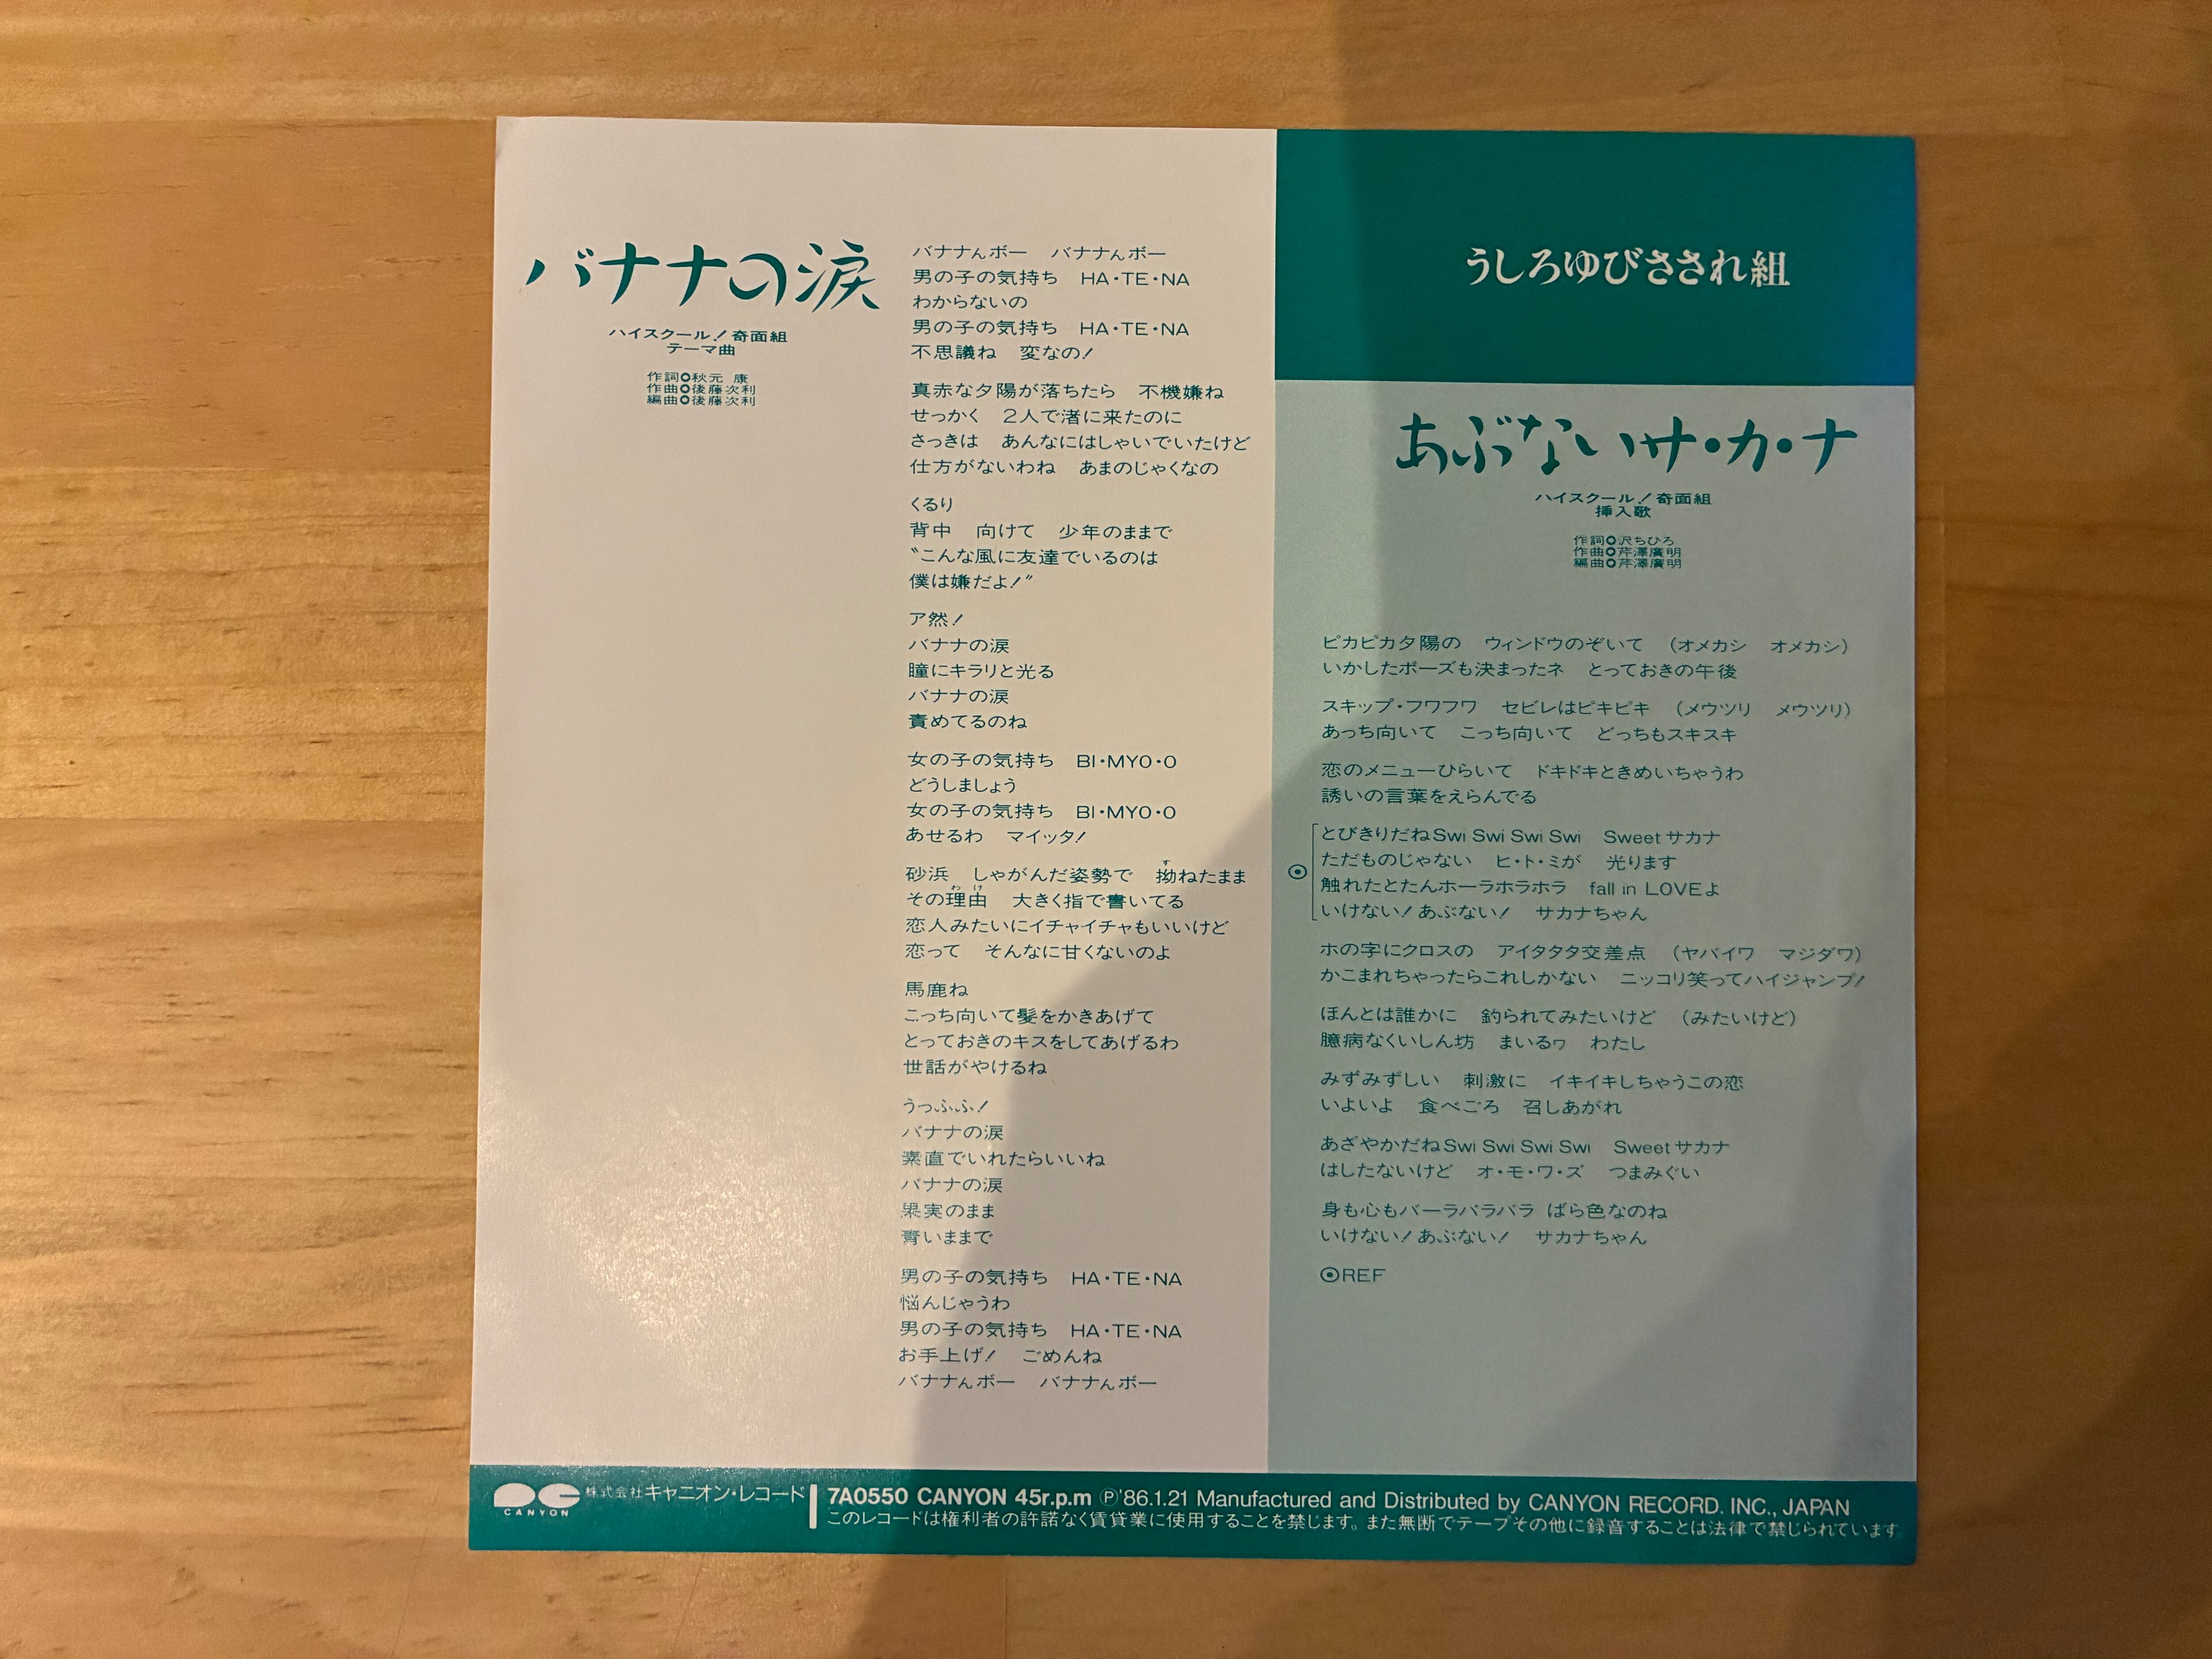 バナナの涙
ハイスクール!奇面組
テーマ曲
作詞●秋元 康
作曲●後藤次利
編曲●後藤次利
バナナんボー バナナんボー
男の子の気持ち HA・TE・NA
わからないの
男の子の気持ち HA・TE・NA
不思議ね 変なの!
真赤な夕陽が落ちたら 不機嫌ね
せっかく 2人で渚に来たのに
さっきは あんなにはしゃいでいたけど
仕方がないわね あまのじゃくなの
くるり
背中 向けて 少年のままで
〝こんな風に友達でいるのは
僕は嫌だよ!〟
ア然!
バナナの涙
瞳にキラリと光る
バナナの涙
責めてるのね
女の子の気持ち BI・MYO・O
どうしましょう
女の子の気持ち BI・MYO・O
あせるわ マイッタ!
砂浜 しゃがんだ姿勢で 拗ねたまま
す
その理由 大きく指で書いてる
わけ
恋人みたいにイチャイチャもいいけど
恋って そんなに甘くないのよ
馬鹿ね
こっち向いて髪をかきあげて
とっておきのキスをしてあげるわ
世話がやけるね
うっふふ!
バナナの涙
素直でいれたらいいね
バナナの涙
果実のまま
青いままで
男の子の気持ち HA・TE・NA
悩んじゃうわ
男の子の気持ち HA・TE・NA
お手上げ! ごめんね
バナナんボー バナナんボー
うしろゆびさされ組
あぶないサ・カ・ナ
ハイスクール!奇面組
挿入歌
作詞●沢ちひろ
作曲●芹澤廣明
編曲●芹澤廣明
ピカピカ夕陽の ウィンドウのぞいて (オメカシ オメカシ)
いかしたポーズも決まったネ とっておきの午後
スキップ・フワフワ セビレはピキピキ (メウツリ メウツリ)
あっち向いて こっち向いて どっちもスキスキ
恋のメニューひらいて ドキドキときめいちゃうわ
誘いの言葉をえらんでる
とびきりだねSwi Swi Swi Swi Sweetサカナ
ただものじゃない ヒ・ト・ミが 光ります
触れたとたんホーラホラホラ fall in LOVEよ
いけない!あぶない! サカナちゃん
ホの字にクロスの アイタタタ交差点 (ヤバイワ マジダワ)
かこまれちゃったらこれしかない ニッコリ笑ってハイジャンプ!
ほんとは誰かに 釣られてみたいけど (みたいけど)
臆病なくいしん坊 まいるヮ わたし
みずみずしい 刺激に イキイキしちゃうこの恋
いよいよ 食べごろ 召しあがれ
あざやかだねSwi Swi Swi Swi Sweetサカナ
はしたないけど オ・モ・ワ・ズ つまみぐい
身も心もバーラバラバラ ばら色なのね
いけない!あぶない! サカナちゃん
◉REF
CANYON
株式会社キャニオン・レコード
7A0550 CANYON 45r.p.m Ⓟ'86.1.21 Manufactured and Distributed by CANYON RECORD. INC., JAPAN
このレコードは権利者の許諾なく賃貸業に使用することを禁じます。また無断でテープその他に録音することは法律で禁じられています。